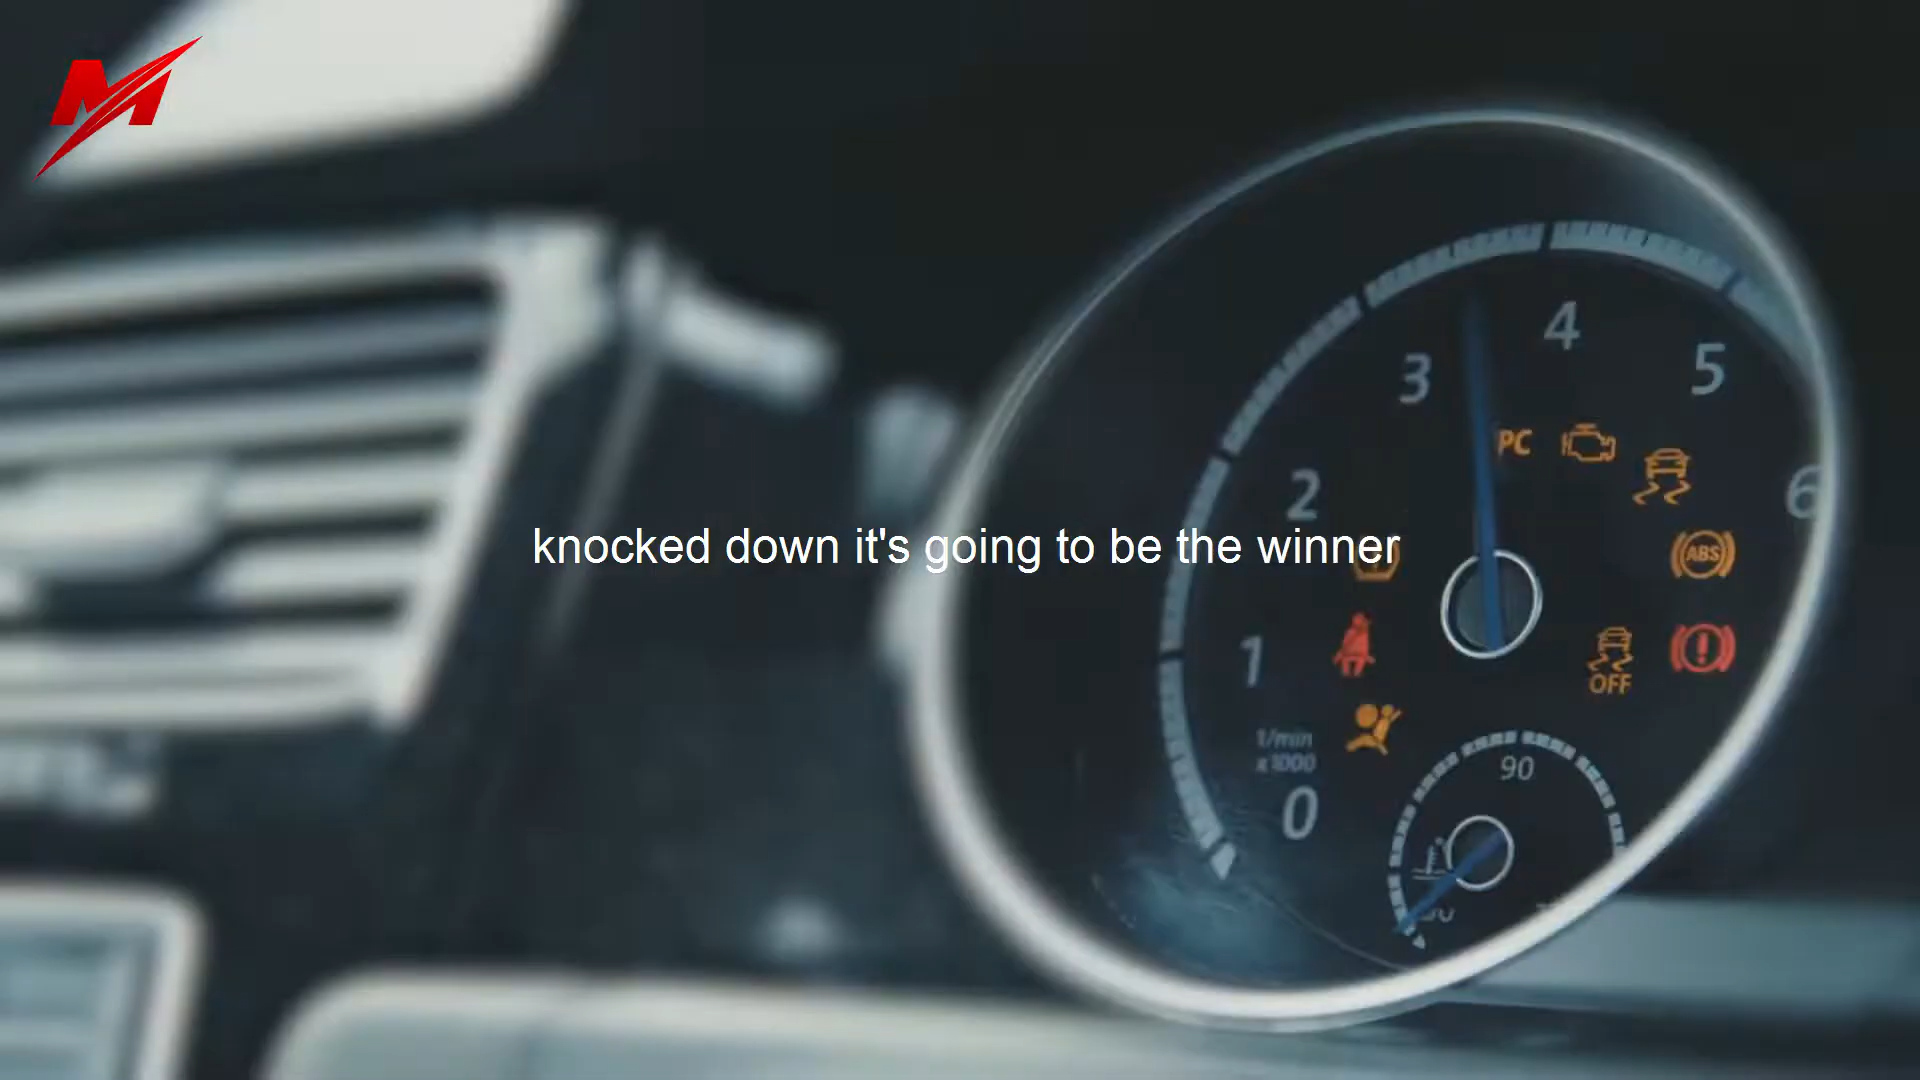 4
3
5
PC
2
6
knocked down it's going to be the winner
ABS
1
OFF
1/min
x1000
90
0